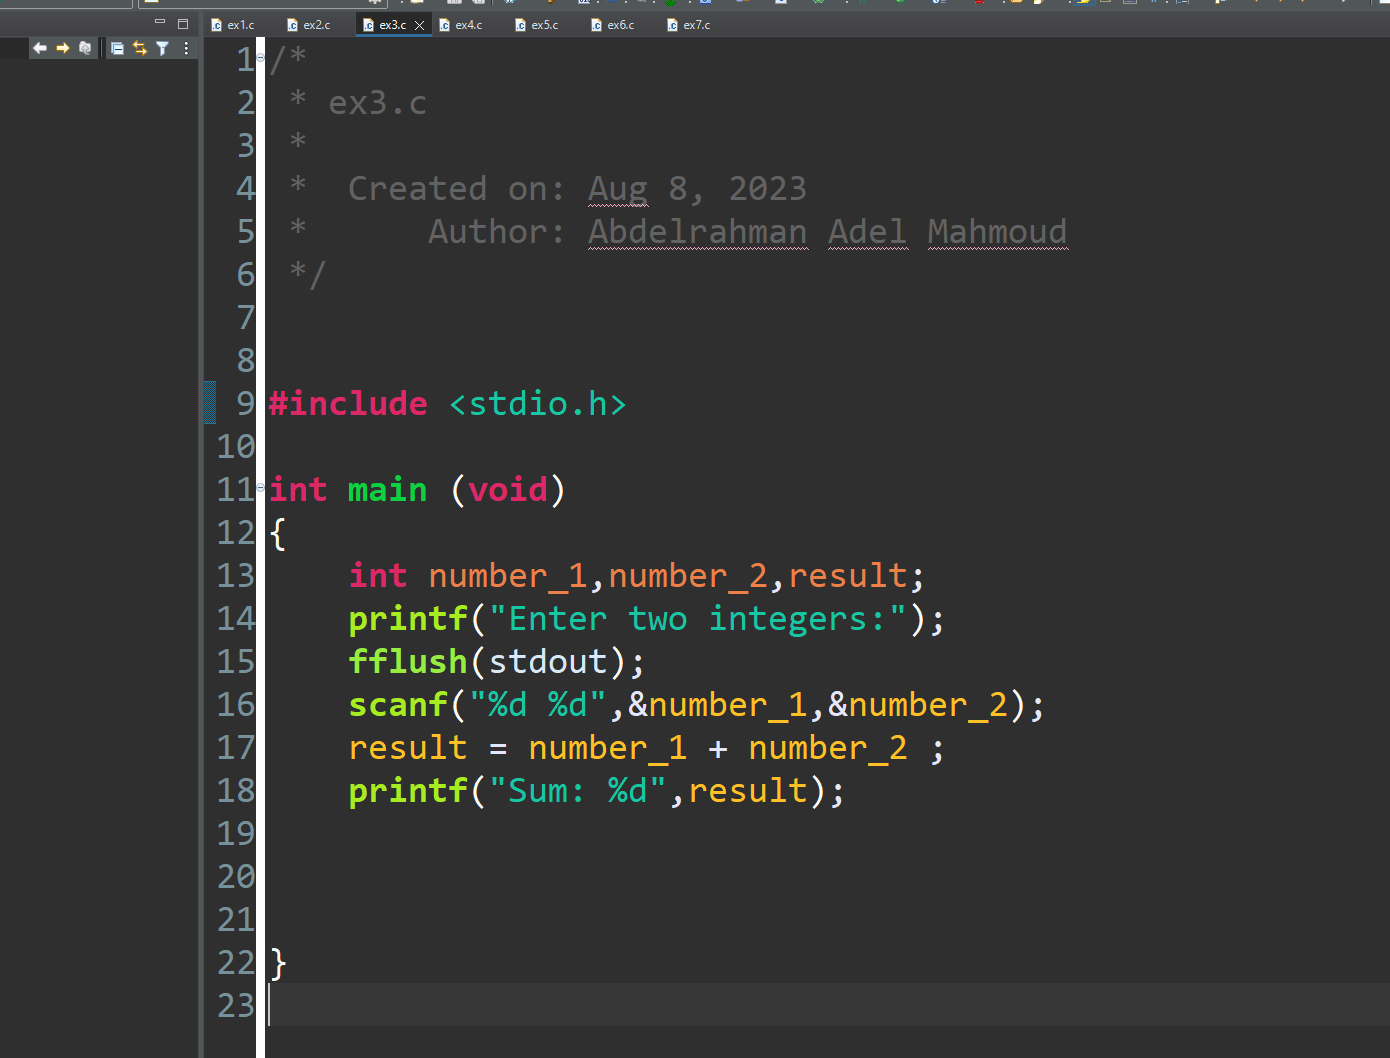 ex1.c ex2.c ex3.c ex4.c ex5.c ex6.c ex7.c
1 /*
2  * ex3.c
3  *
4  *  Created on: Aug 8, 2023
5  *      Author: Abdelrahman Adel Mahmoud
6  */
7
8
9 #include <stdio.h>
10
11 int main (void)
12 {
13     int number_1,number_2,result;
14     printf("Enter two integers:");
15     fflush(stdout);
16     scanf("%d %d",&number_1,&number_2);
17     result = number_1 + number_2 ;
18     printf("Sum: %d",result);
19
20
21
22 }
23